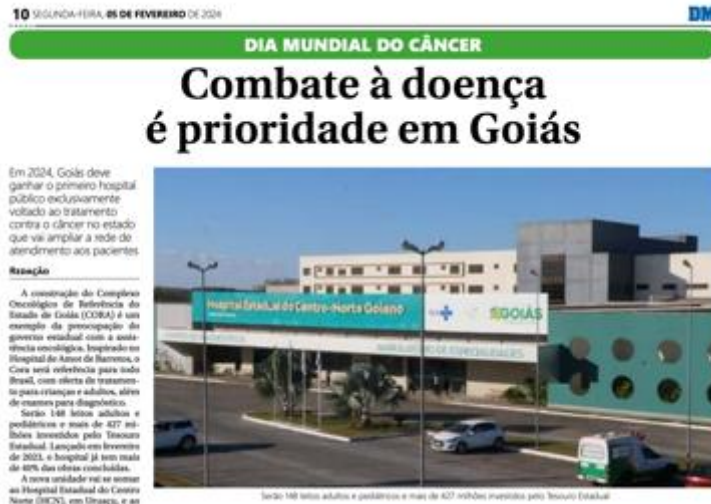 10 SEGUNDA-FEIRA, 05 DE FEVEREIRO DE 2024
DM
DIA MUNDIAL DO CÂNCER
Combate à doença
é prioridade em Goiás
Em 2024, Goiás deve
ganhar o primeiro hospital
público exclusivamente
voltado ao tratamento
contra o câncer no estado
que vai ampliar a rede de
atendimento aos pacientes
Redação
A construção do Complexo
Oncológico de Referência do
Estado de Goiás (CORA) é um
exemplo da preocupação do
governo estadual com a assis-
tência oncológica. Inspirado no
Hospital de Amor de Barretos, o
Cora será referência para todo
Brasil, com oferta de tratamen-
to para crianças e adultos, além
de exames para diagnóstico.
Serão 148 leitos adultos e
pediátricos e mais de 427 mi-
lhões investidos pelo Tesouro
Estadual. Lançado em fevereiro
de 2023, o hospital já tem mais
de 40% das obras concluídas.
A nova unidade vai se somar
ao Hospital Estadual do Centro
Norte (HCN), em Uruaçu, e ao
Hospital Estadual do Centro-Norte Goiano
SUS
GOIÁS
AMBULATÓRIO DE ESPECIALIDADES
Serão 148 leitos adultos e pediátricos e mais de 427 milhões investidos pelo Tesouro Estadual